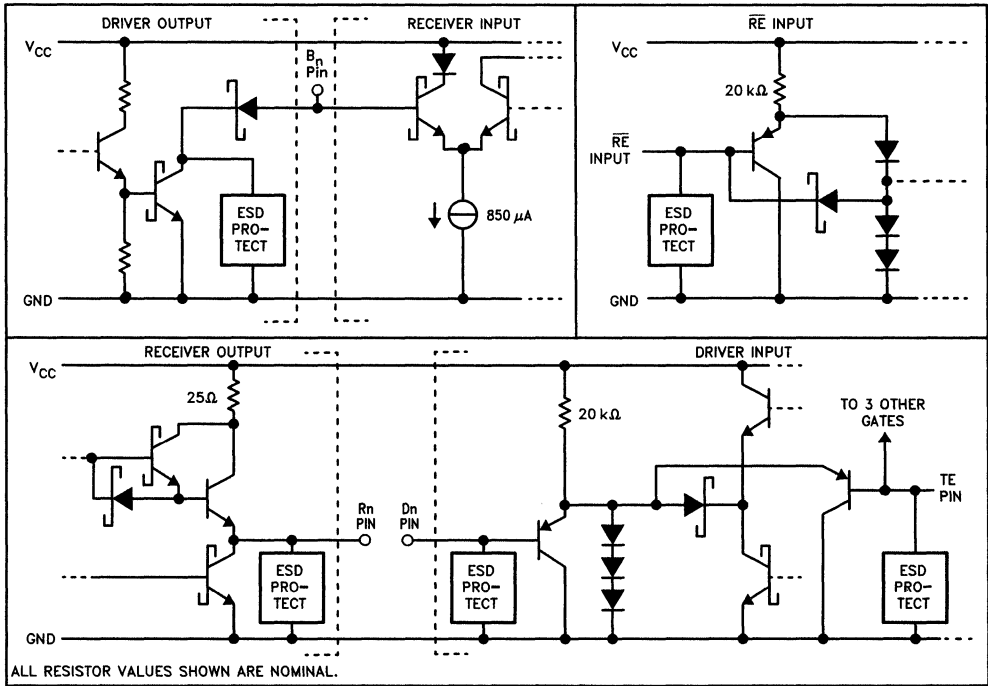 DRIVER OUTPUT
RECEIVER INPUT
VCC
Bn
Pin
ESD
PRO-
TECT
850 μA
GND
RE INPUT
VCC
20 kΩ
RE
INPUT
ESD
PRO-
TECT
GND
RECEIVER OUTPUT
DRIVER INPUT
VCC
25Ω
20 kΩ
TO 3 OTHER
GATES
Rn
PIN
Dn
PIN
TE
PIN
ESD
PRO-
TECT
ESD
PRO-
TECT
ESD
PRO-
TECT
GND
ALL RESISTOR VALUES SHOWN ARE NOMINAL.